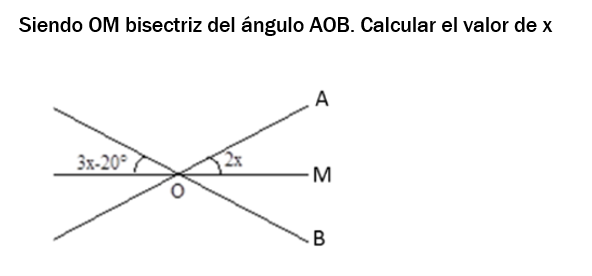 Siendo OM bisectriz del ángulo AOB. Calcular el valor de x
A
3x-20°
2x
M
O
B